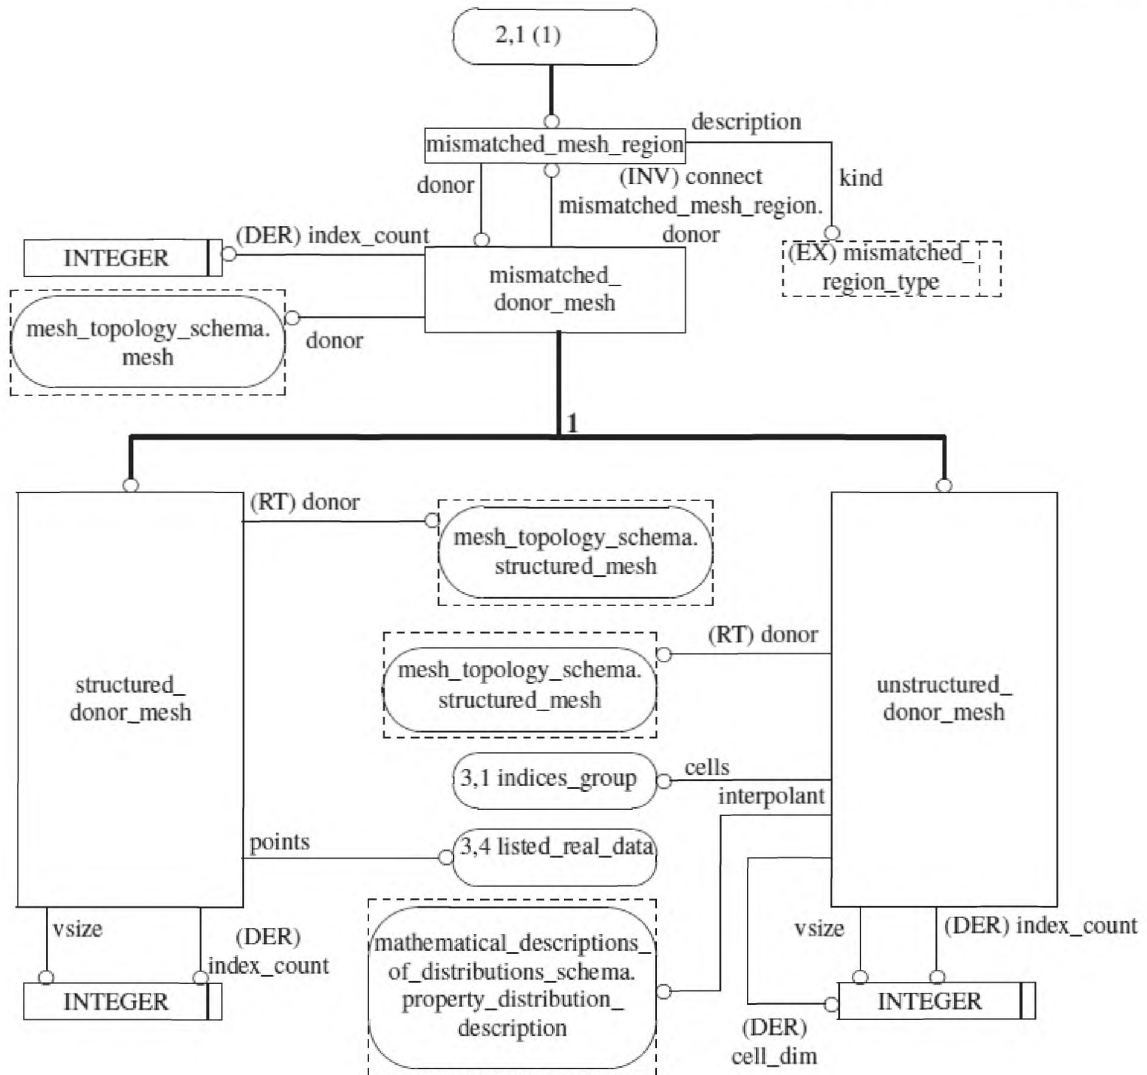 2,1 (1)
description
mismatched_mesh_region
donor
(INV) connect
mismatched_mesh_region.
donor
kind
(DER) index_count
INTEGER
mismatched_
donor_mesh
(EX) mismatched_
region_type
mesh_topology_schema.
mesh
donor
1
(RT) donor
mesh_topology_schema.
structured_mesh
(RT) donor
mesh_topology_schema.
structured_mesh
structured_
donor_mesh
unstructured_
donor_mesh
3,1 indices_group
cells
interpolant
points
3,4 listed_real_data
vsize
(DER)
index_count
INTEGER
mathematical_descriptions_
of_distributions_schema.
property_distribution_
description
vsize
(DER) index_count
INTEGER
(DER)
cell_dim